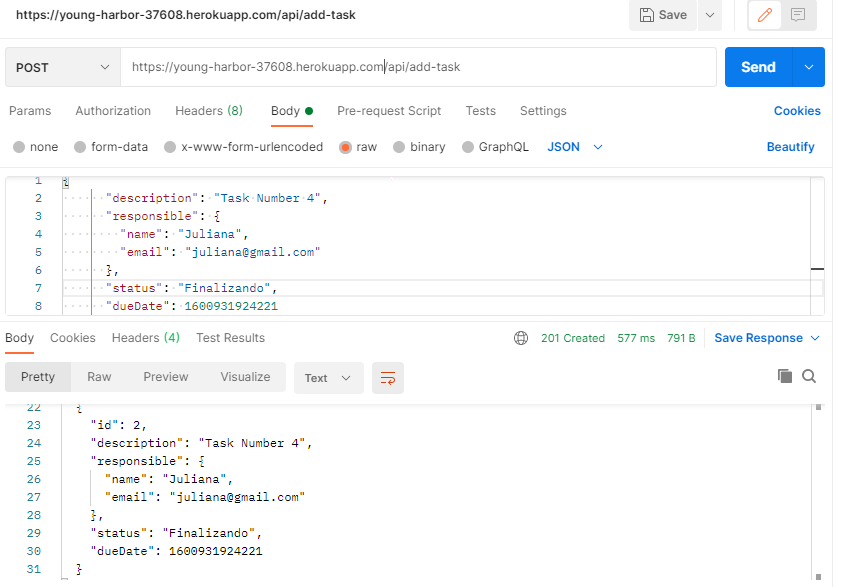 https://young-harbor-37608.herokuapp.com/api/add-task Save
POST https://young-harbor-37608.herokuapp.com/api/add-task Send
Params Authorization Headers (8) Body Pre-request Script Tests Settings Cookies
none form-data x-www-form-urlencoded raw binary GraphQL JSON Beautify
1 {
2 "description": "Task Number 4",
3 "responsible": {
4 "name": "Juliana",
5 "email": "juliana@gmail.com"
6 },
7 "status": "Finalizando",
8 "dueDate": 1600931924221
Body Cookies Headers (4) Test Results 201 Created 577 ms 791 B Save Response
Pretty Raw Preview Visualize Text
22 {
23 "id": 2,
24 "description": "Task Number 4",
25 "responsible": {
26 "name": "Juliana",
27 "email": "juliana@gmail.com"
28 },
29 "status": "Finalizando",
30 "dueDate": 1600931924221
31 }